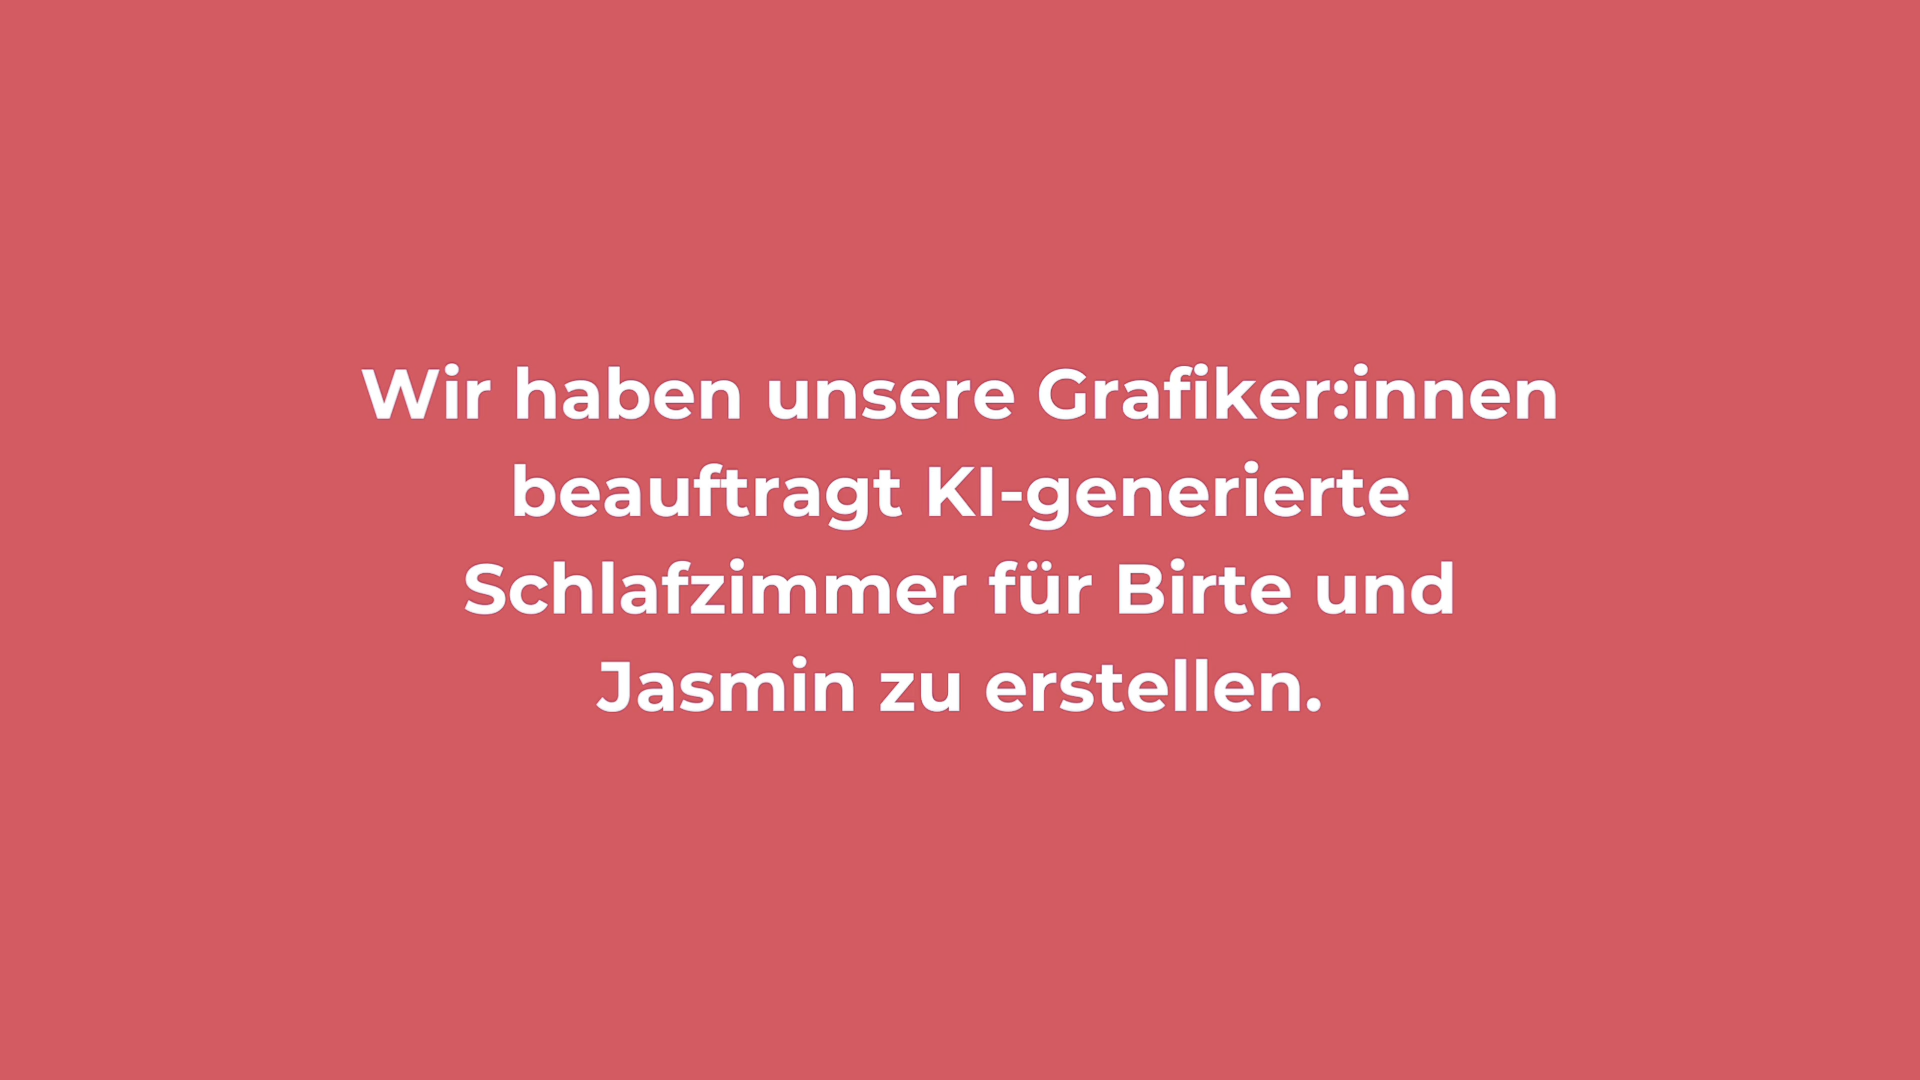 Wir haben unsere Grafiker:innen
beauftragt KI-generierte
Schlafzimmer für Birte und
Jasmin zu erstellen.